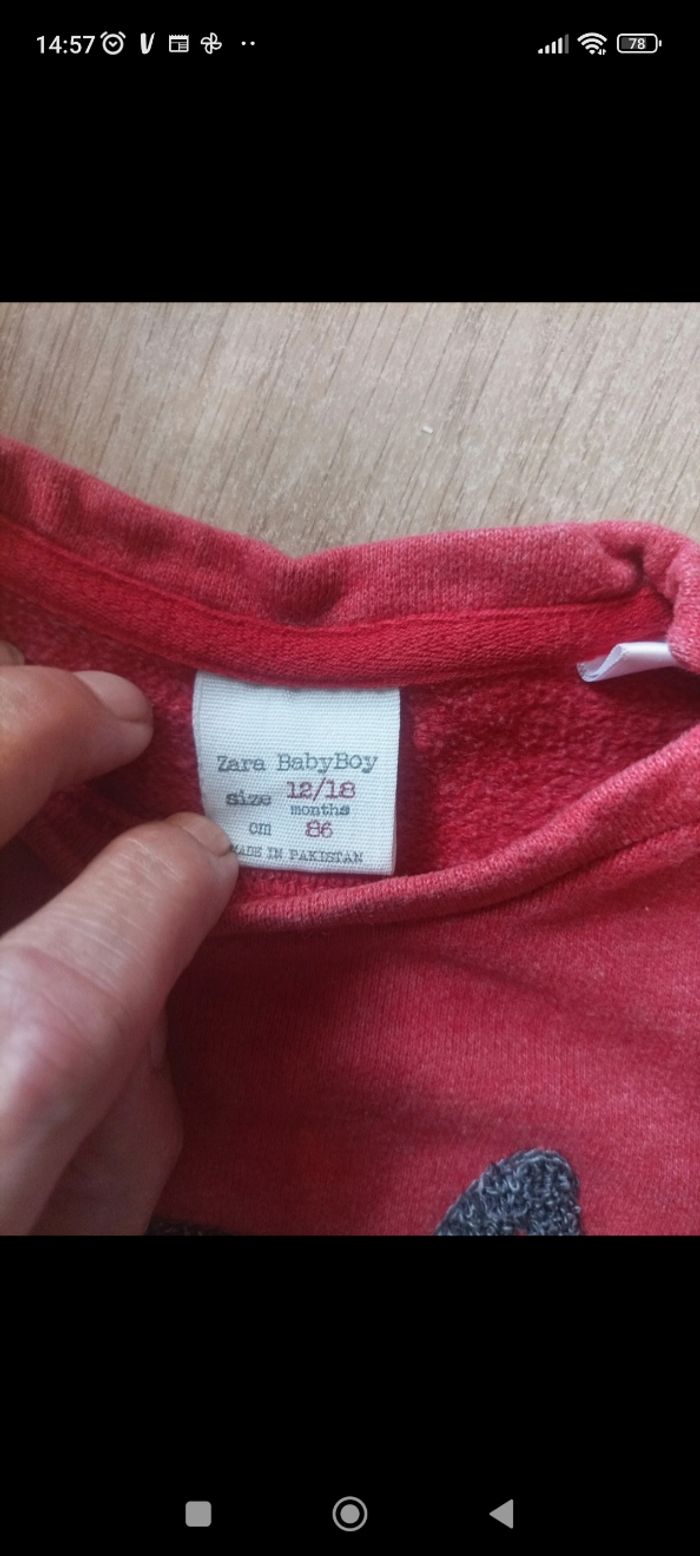 14:57
78
Zara BabyBoy
size 12/18
months
cm 86
MADE IN PAKISTAN